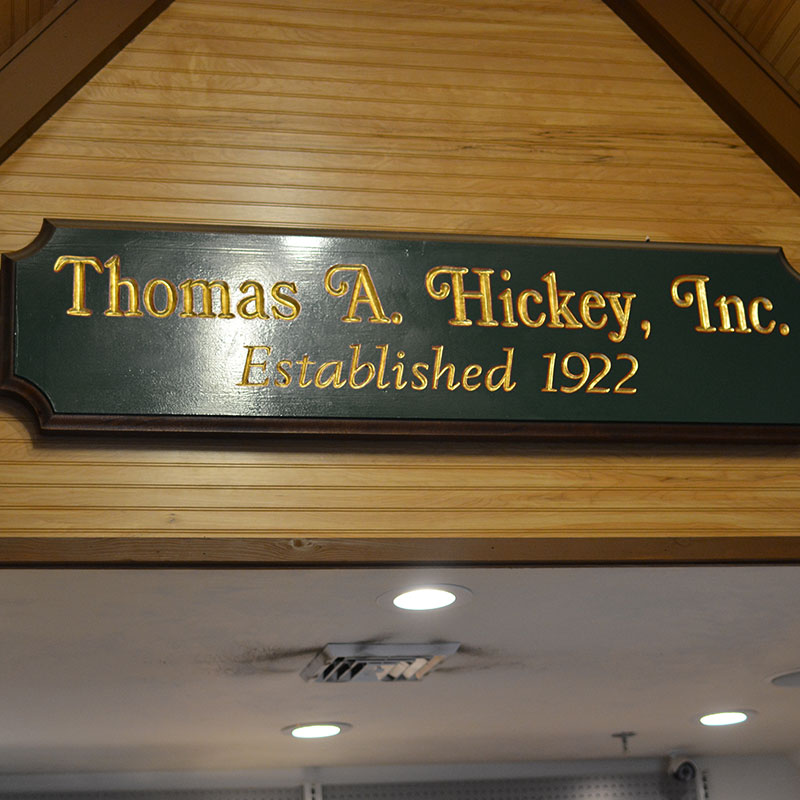 Thomas A. Hickey, Inc.
Established 1922